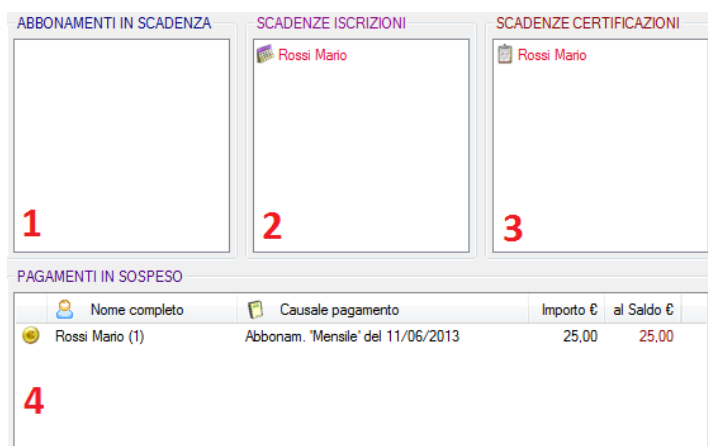 ABBONAMENTI IN SCADENZA
SCADENZE ISCRIZIONI
SCADENZE CERTIFICAZIONI
Rossi Mario
Rossi Mario
1
2
3
PAGAMENTI IN SOSPESO
Nome completo Causale pagamento Importo € al Saldo €
Rossi Mario (1) Abbonam. 'Mensile' del 11/06/2013 25,00 25,00
4